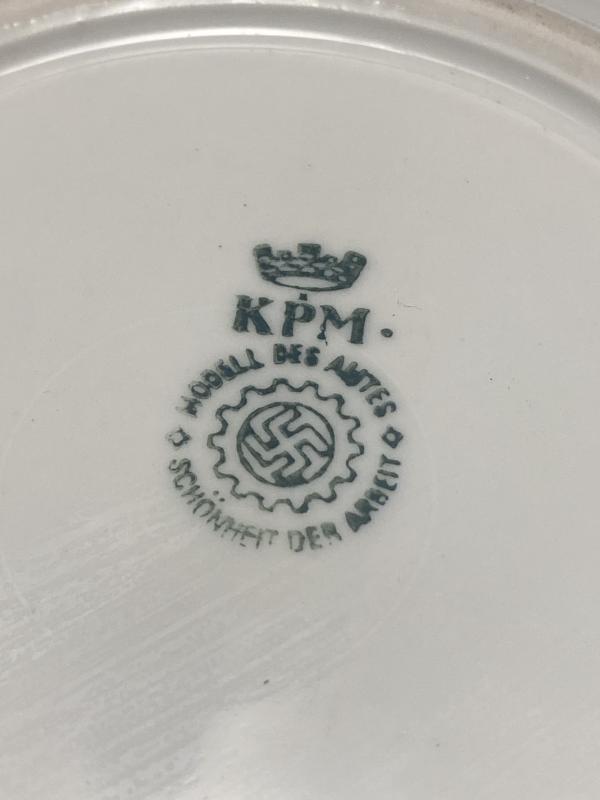 KPM.
MODELL DES AMTES
SCHÖNHEIT DER ARBEIT